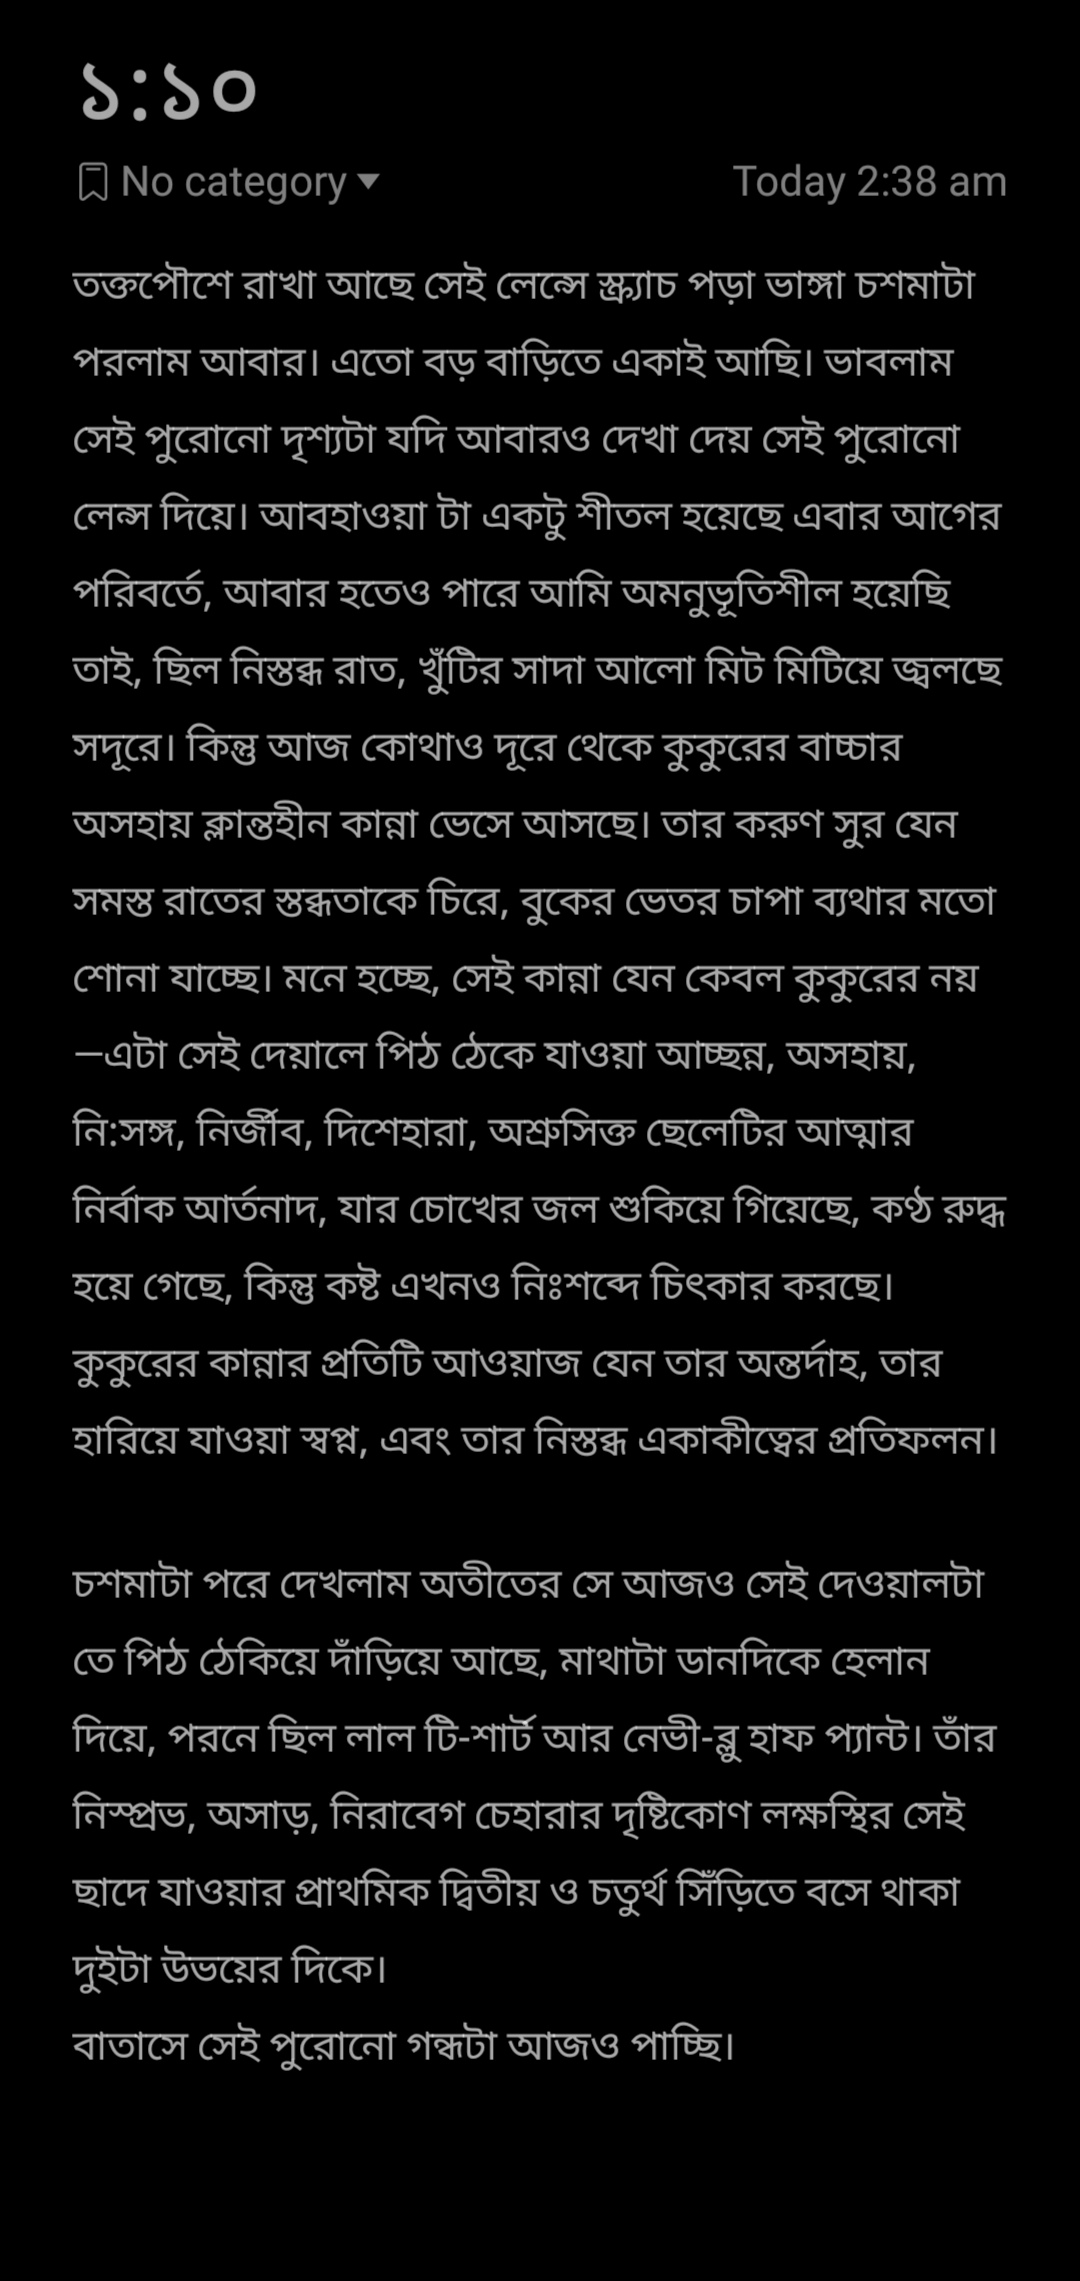 ১:১০
No category
Today 2:38 am
তক্তপৌশে রাখা আছে সেই লেন্সে স্ক্র্যাচ পড়া ভাঙ্গা চশমাটা
পরলাম আবার। এতো বড় বাড়িতে একাই আছি। ভাবলাম
সেই পুরোনো দৃশ্যটা যদি আবারও দেখা দেয় সেই পুরোনো
লেন্স দিয়ে। আবহাওয়া টা একটু শীতল হয়েছে এবার আগের
পরিবর্তে, আবার হতেও পারে আমি অমনুভূতিশীল হয়েছি
তাই, ছিল নিস্তব্ধ রাত, খুঁটির সাদা আলো মিট মিটিয়ে জ্বলছে
সদূরে। কিন্তু আজ কোথাও দূরে থেকে কুকুরের বাচ্চার
অসহায় ক্লান্তহীন কান্না ভেসে আসছে। তার করুণ সুর যেন
সমস্ত রাতের স্তব্ধতাকে চিরে, বুকের ভেতর চাপা ব্যথার মতো
শোনা যাচ্ছে। মনে হচ্ছে, সেই কান্না যেন কেবল কুকুরের নয়
—এটা সেই দেয়ালে পিঠ ঠেকে যাওয়া আচ্ছন্ন, অসহায়,
নি:সঙ্গ, নির্জীব, দিশেহারা, অশ্রুসিক্ত ছেলেটির আত্মার
নির্বাক আর্তনাদ, যার চোখের জল শুকিয়ে গিয়েছে, কণ্ঠ রুদ্ধ
হয়ে গেছে, কিন্তু কষ্ট এখনও নিঃশব্দে চিৎকার করছে।
কুকুরের কান্নার প্রতিটি আওয়াজ যেন তার অন্তর্দাহ, তার
হারিয়ে যাওয়া স্বপ্ন, এবং তার নিস্তব্ধ একাকীত্বের প্রতিফলন।
চশমাটা পরে দেখলাম অতীতের সে আজও সেই দেওয়ালটা
তে পিঠ ঠেকিয়ে দাঁড়িয়ে আছে, মাথাটা ডানদিকে হেলান
দিয়ে, পরনে ছিল লাল টি-শার্ট আর নেভী-ব্লু হাফ প্যান্ট। তাঁর
নিস্প্রভ, অসাড়, নিরাবেগ চেহারার দৃষ্টিকোণ লক্ষস্থির সেই
ছাদে যাওয়ার প্রাথমিক দ্বিতীয় ও চতুর্থ সিঁড়িতে বসে থাকা
দুইটা উভয়ের দিকে।
বাতাসে সেই পুরোনো গন্ধটা আজও পাচ্ছি।